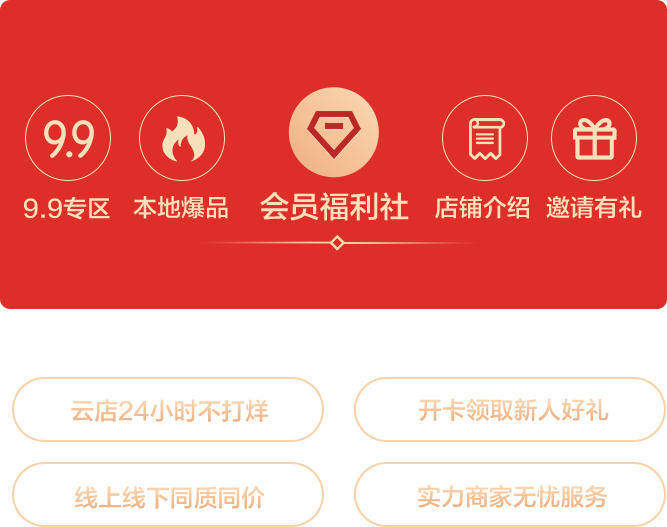 9.9
9.9专区 本地爆品 会员福利社 店铺介绍 邀请有礼
云店24小时不打烊 开卡领取新人好礼
线上线下同质同价 实力商家无忧服务